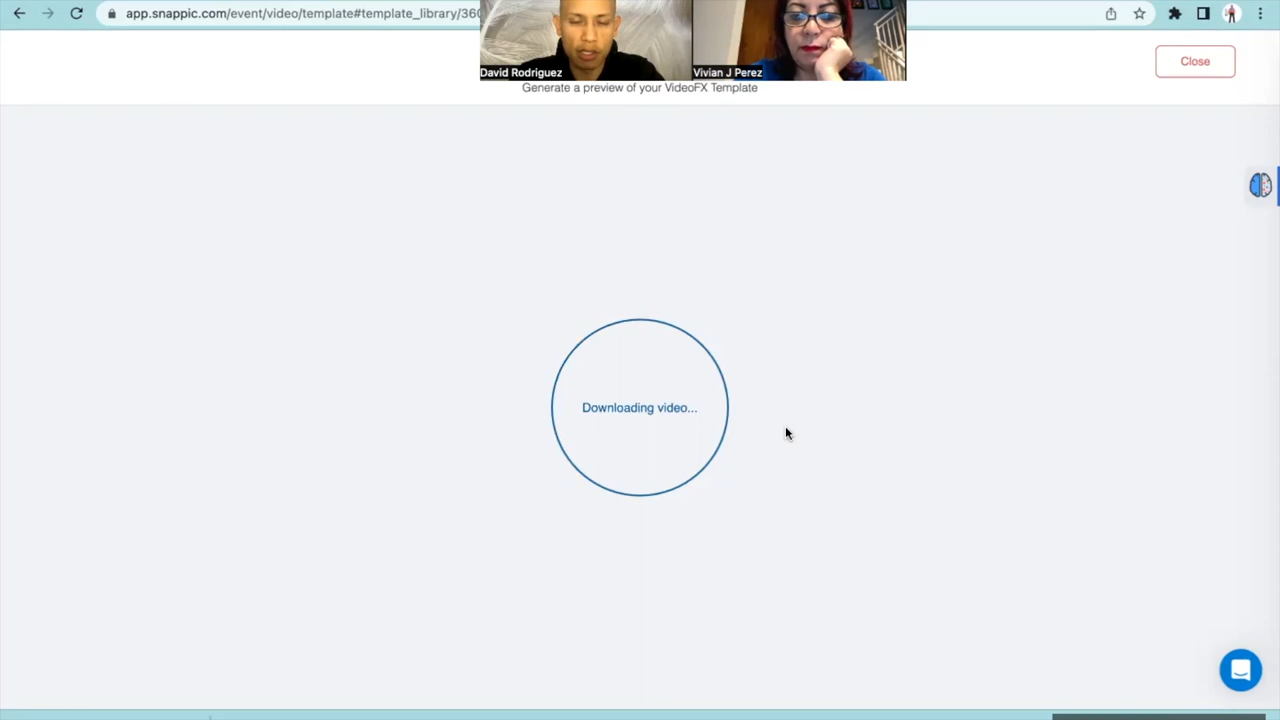 app.snappic.com/event/video/template#template_library/360
David Rodriguez
Vivian J Perez
Close
Generate a preview of your VideoFX Template
Downloading video...